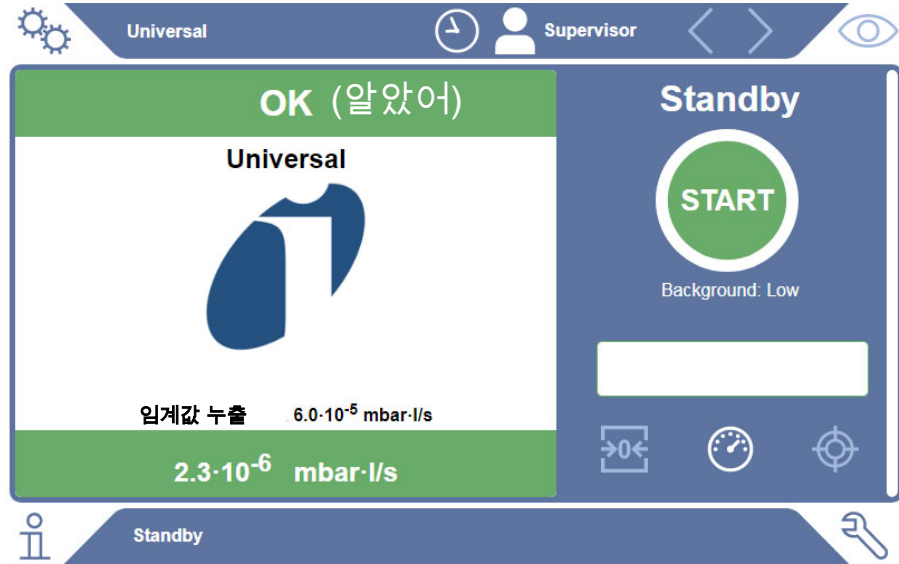 Universal
Supervisor
OK (알았어)
Universal
임계값 누출 6.0·10⁻⁵ mbar·l/s
2.3·10⁻⁶ mbar·l/s
Standby
START
Background: Low
→0←
Standby